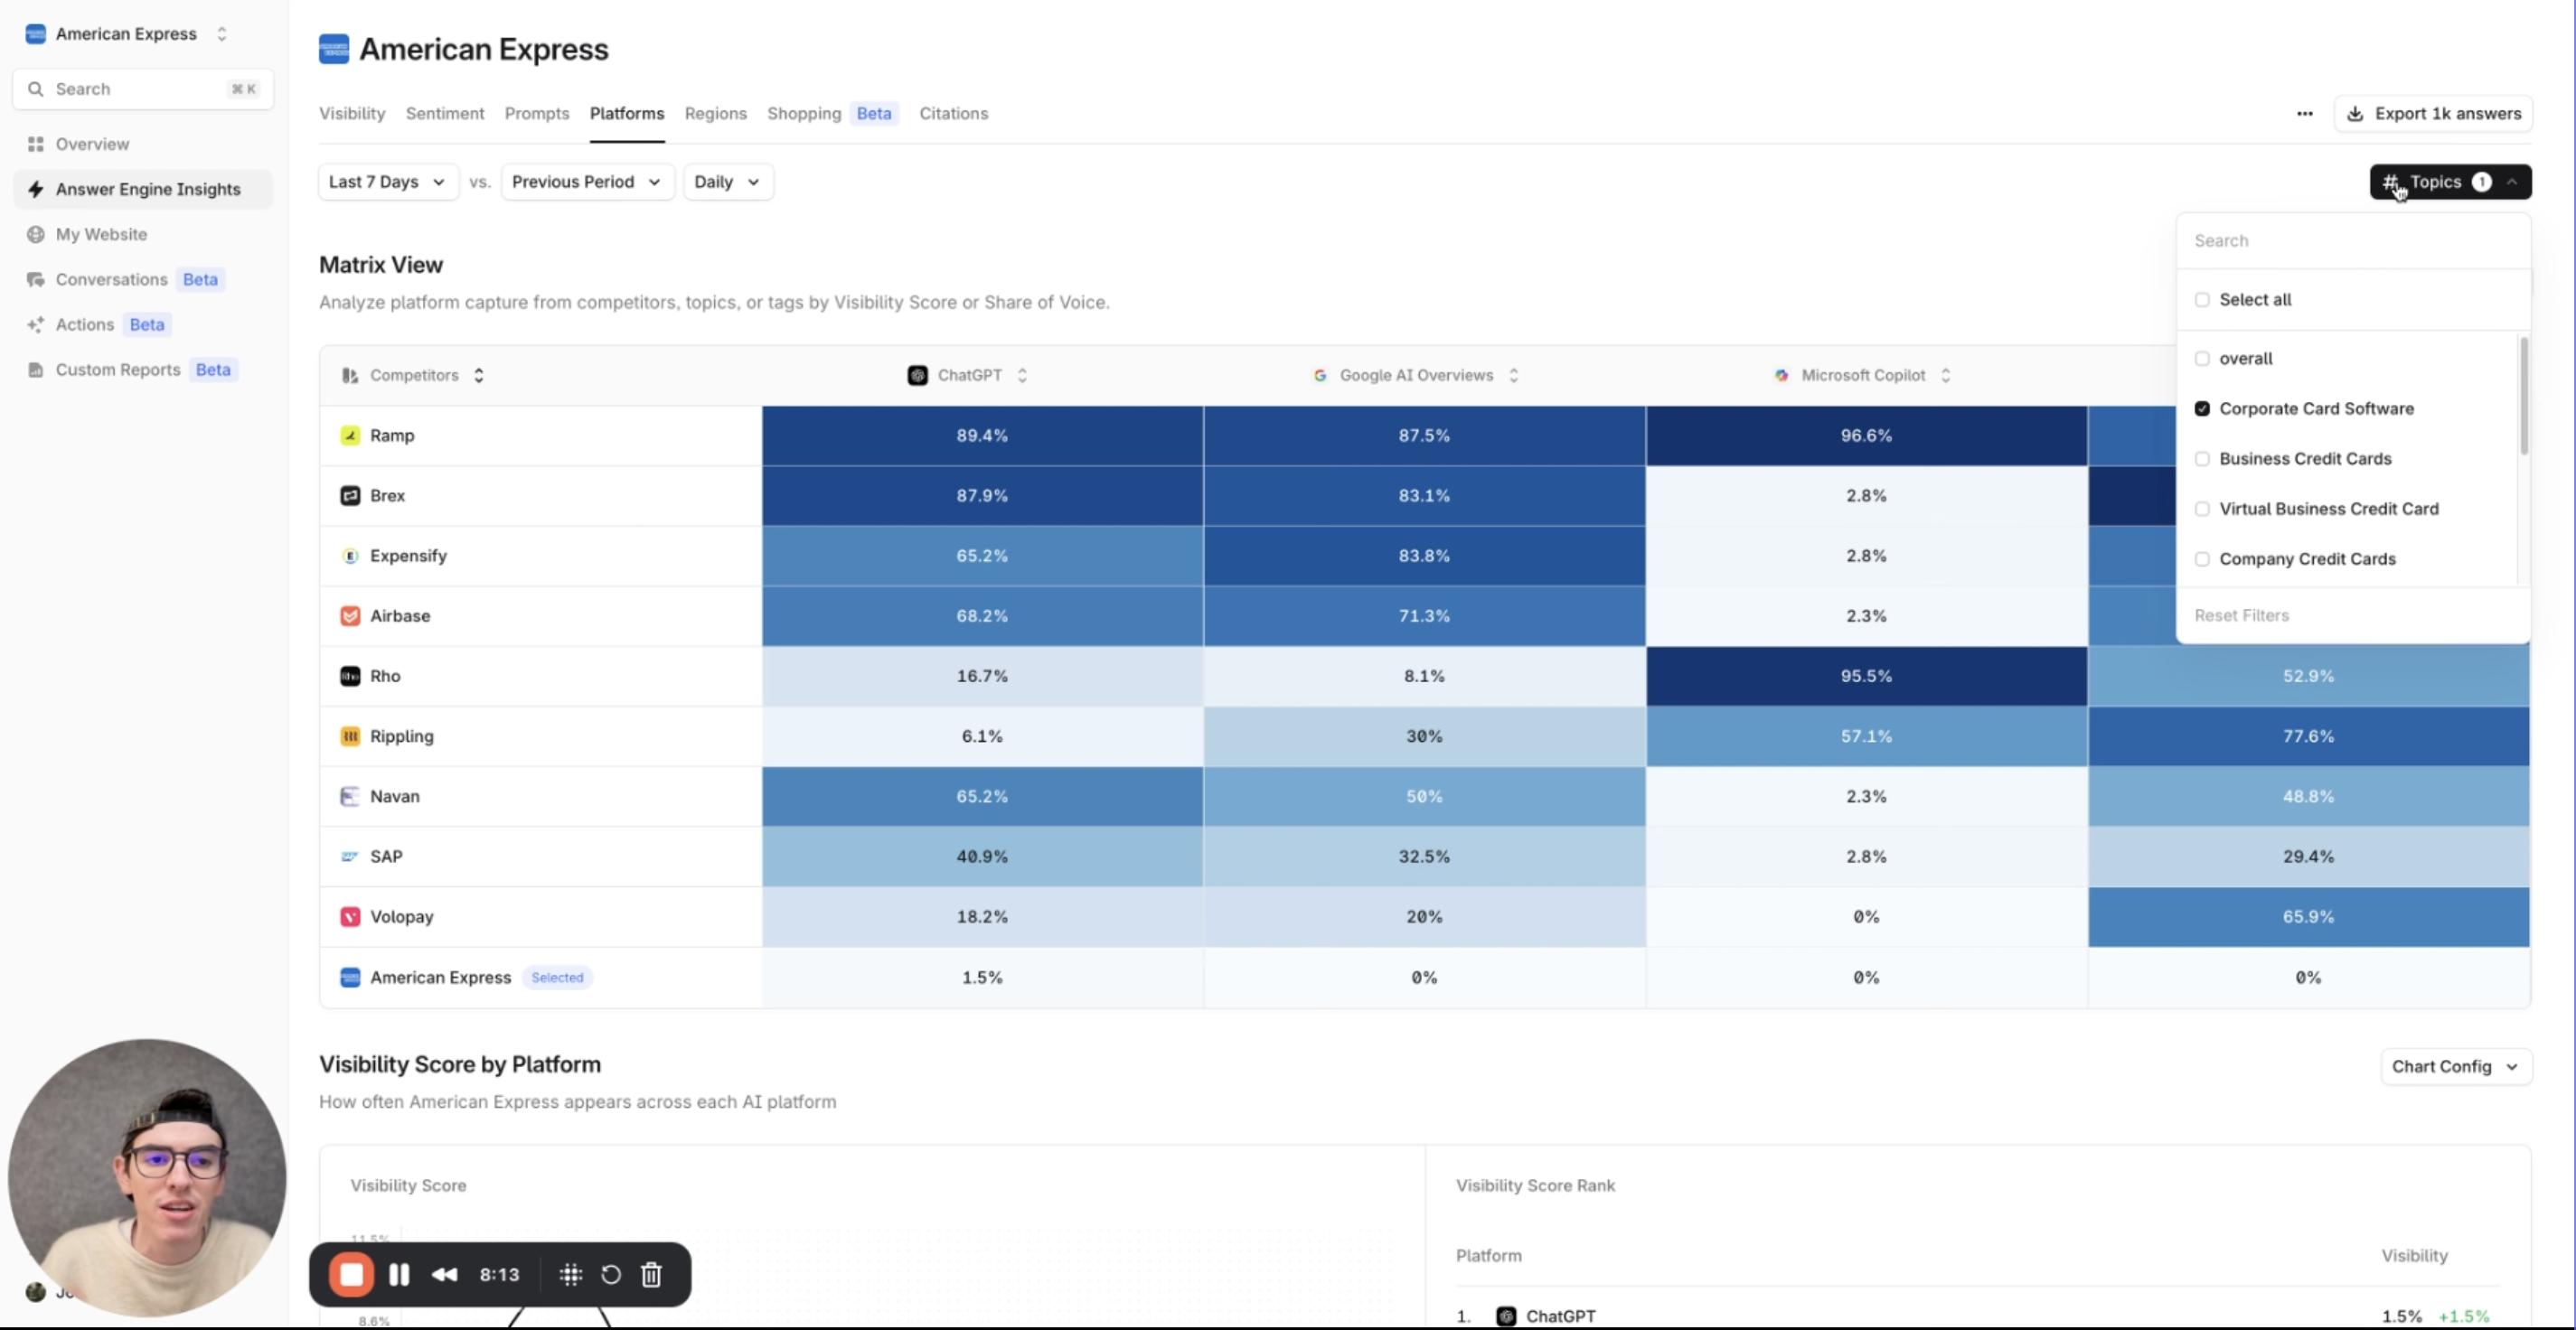 American Express
Search ⌘ K
Overview
Answer Engine Insights
My Website
Conversations Beta
Actions Beta
Custom Reports Beta
American Express
Visibility Sentiment Prompts Platforms Regions Shopping Beta Citations
... Export 1k answers
Last 7 Days vs. Previous Period Daily
# Topics 1
Search
Select all
overall
Corporate Card Software
Business Credit Cards
Virtual Business Credit Card
Company Credit Cards
Reset Filters
Matrix View
Analyze platform capture from competitors, topics, or tags by Visibility Score or Share of Voice.
Competitors ChatGPT Google AI Overviews Microsoft Copilot
Ramp 89.4% 87.5% 96.6%
Brex 87.9% 83.1% 2.8%
Expensify 65.2% 83.8% 2.8%
Airbase 68.2% 71.3% 2.3%
Rho 16.7% 8.1% 95.5% 52.9%
Rippling 6.1% 30% 57.1% 77.6%
Navan 65.2% 50% 2.3% 48.8%
SAP 40.9% 32.5% 2.8% 29.4%
Volopay 18.2% 20% 0% 65.9%
American Express Selected 1.5% 0% 0% 0%
Visibility Score by Platform
Chart Config
How often American Express appears across each AI platform
Visibility Score
11.5%
8.6%
Visibility Score Rank
Platform Visibility
1. ChatGPT 1.5% +1.5%
8:13